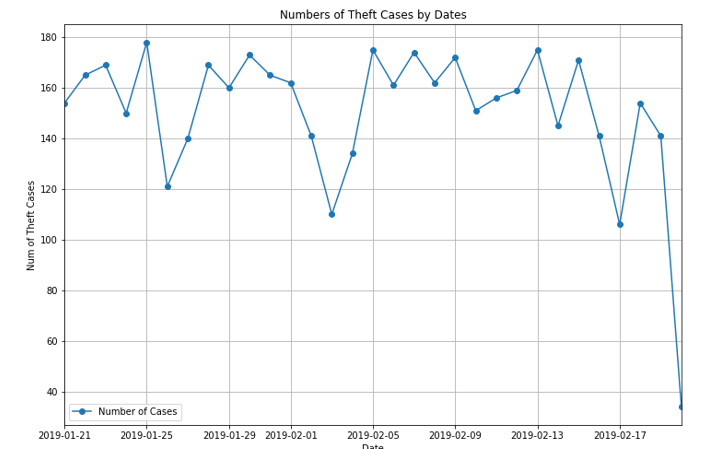 Numbers of Theft Cases by Dates
Num of Theft Cases
180
160
140
120
100
80
60
40
Number of Cases
2019-01-21 2019-01-25 2019-01-29 2019-02-01 2019-02-05 2019-02-09 2019-02-13 2019-02-17
Date